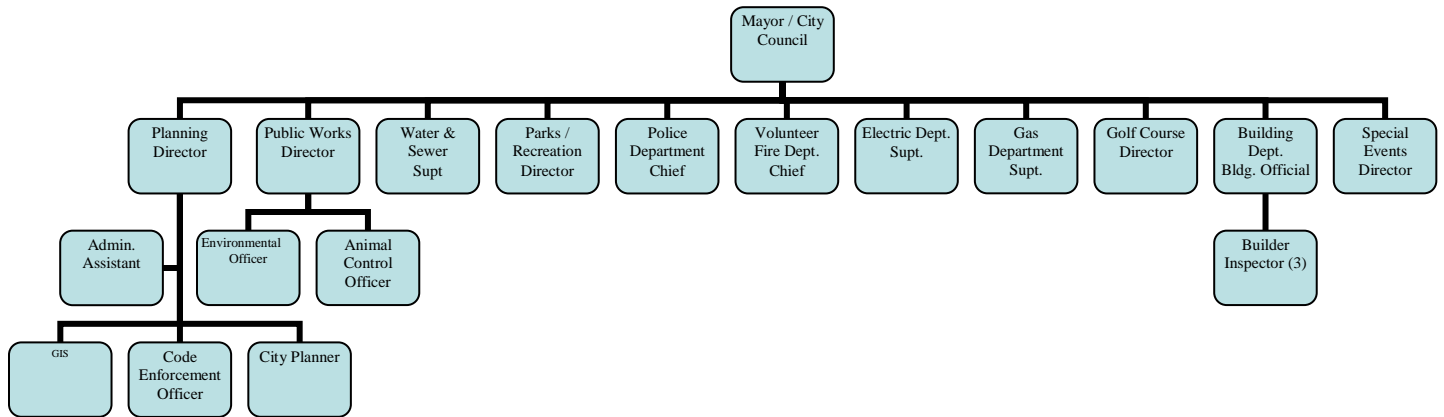 Mayor / City
Council
Planning
Director
Public Works
Director
Water &
Sewer
Supt
Parks /
Recreation
Director
Police
Department
Chief
Volunteer
Fire Dept.
Chief
Electric Dept.
Supt.
Gas
Department
Supt.
Golf Course
Director
Building
Dept.
Bldg. Official
Special
Events
Director
Admin.
Assistant
Environmental
Officer
Animal
Control
Officer
Builder
Inspector (3)
GIS
Code
Enforcement
Officer
City Planner